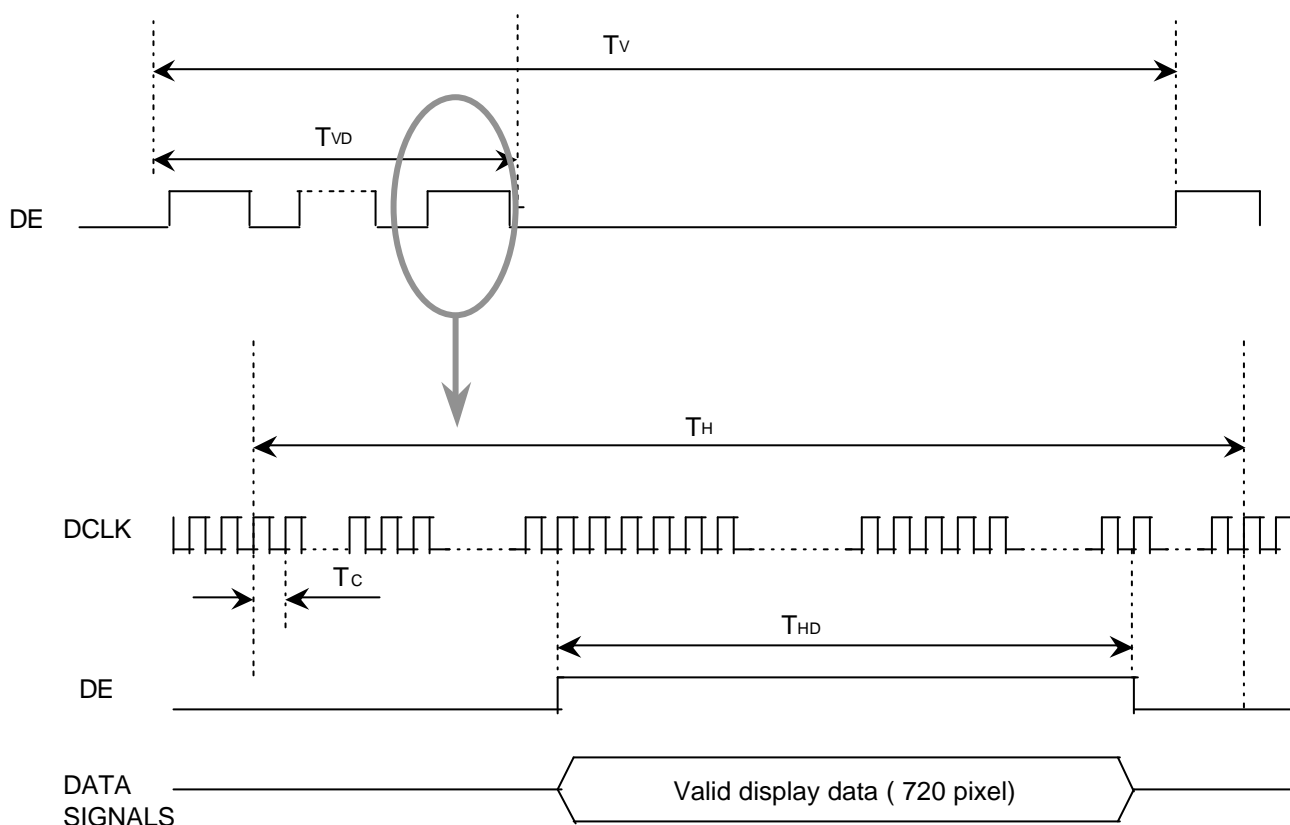 TV
TVD
DE
TH
DCLK
TC
THD
DE
DATA
SIGNALS
Valid display data ( 720 pixel)